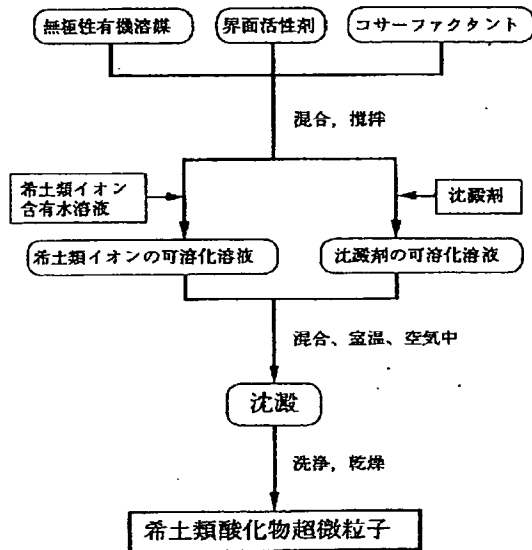 無極性有機溶媒
界面活性剤
コサーファクタント
混合，攪拌
希土類イオン
含有水溶液
沈澱剤
希土類イオンの可溶化溶液
沈澱剤の可溶化溶液
混合、室温、空気中
沈澱
洗浄，乾燥
希土類酸化物超微粒子